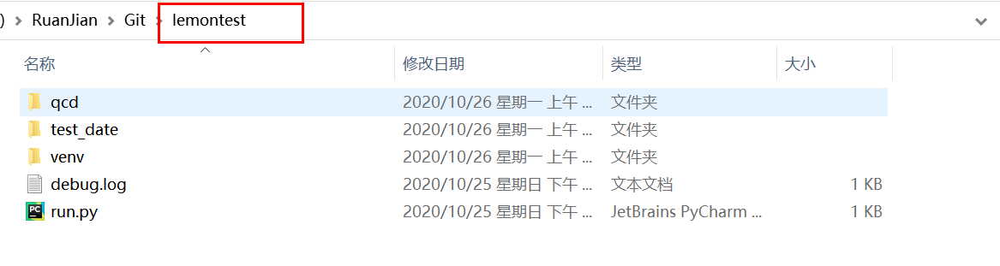 ) RuanJian Git lemontest
名称 修改日期 类型 大小
qcd 2020/10/26 星期一 上午 ... 文件夹
test_date 2020/10/26 星期一 上午 ... 文件夹
venv 2020/10/26 星期一 上午 ... 文件夹
debug.log 2020/10/25 星期日 下午 ... 文本文档 1 KB
run.py 2020/10/25 星期日 下午 ... JetBrains PyCharm ... 1 KB